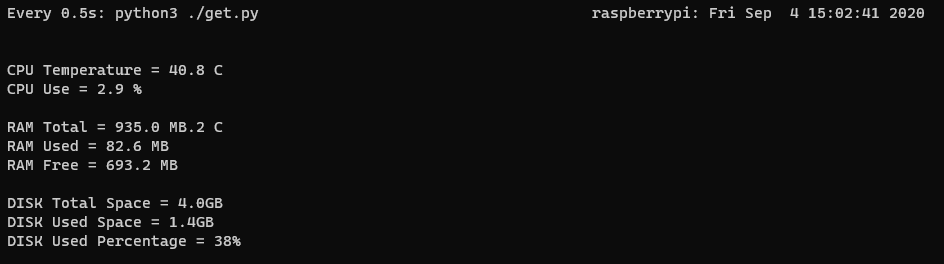 Every 0.5s: python3 ./get.py raspberrypi: Fri Sep  4 15:02:41 2020
CPU Temperature = 40.8 C
CPU Use = 2.9 %
RAM Total = 935.0 MB.2 C
RAM Used = 82.6 MB
RAM Free = 693.2 MB
DISK Total Space = 4.0GB
DISK Used Space = 1.4GB
DISK Used Percentage = 38%